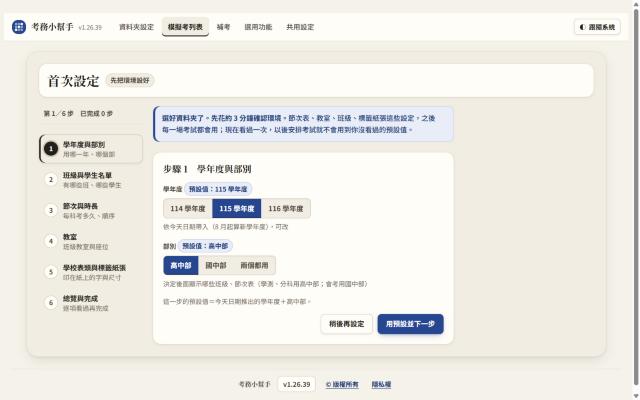 考務小幫手 v1.26.39 資料夾設定 模擬考列表 補考 選用功能 共用設定 跟隨系統
首次設定 先把環境設好
第 1／6 步 已完成 0 步
1 學年度與部別
用哪一年、哪個部
2 班級與學生名單
有哪些班、哪些學生
3 節次與時長
每科考多久、順序
4 教室
班級教室與座位
5 學校表頭與標籤紙張
印在紙上的字與尺寸
6 總覽與完成
逐項看過再完成
選好資料夾了。先花約 3 分鐘確認環境。節次表、教室、班級、標籤紙張這些設定，之後
每一場考試都會用；現在看過一次，以後安排考試就不會用到你沒看過的預設值。
步驟 1 學年度與部別
學年度 預設值：115 學年度
114 學年度 115 學年度 116 學年度
依今天日期帶入（8 月起算新學年度），可改
部別 預設值：高中部
高中部 國中部 兩個都用
決定後面顯示哪些班級、節次表（學測、分科用高中部；會考用國中部）
這一步的預設值＝今天日期推出的學年度＋高中部。
稍後再設定 用預設並下一步
考務小幫手 v1.26.39 © 版權所有 隱私權